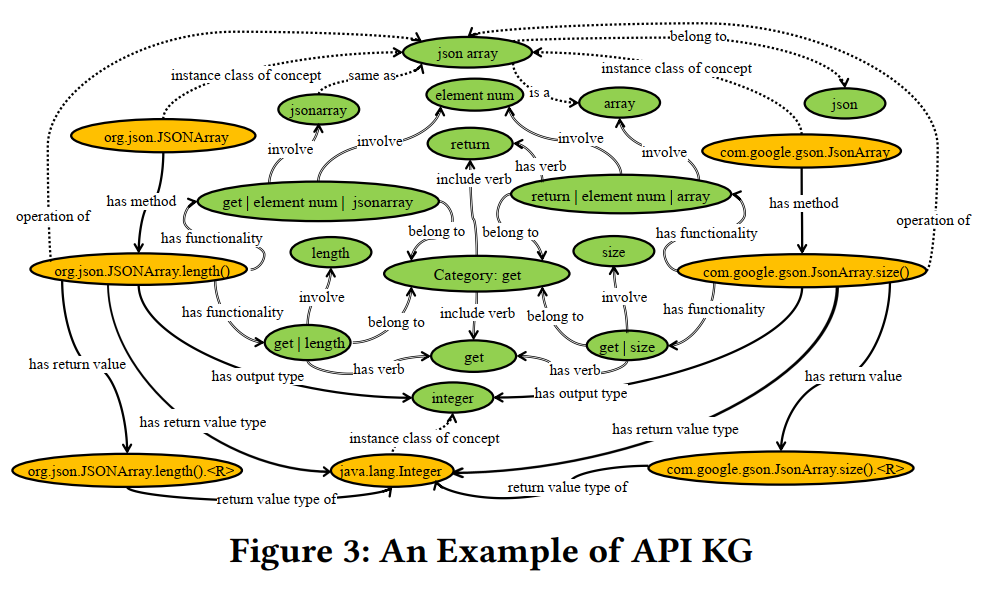 json array
belong to
instance class of concept
same as
is a
instance class of concept
jsonarray
element num
array
json
org.json.JSONArray
return
com.google.gson.JsonArray
involve
involve
involve
involve
has verb
include verb
has method
get | element num | jsonarray
return | element num | array
has method
operation of
operation of
has functionality
belong to
belong to
has functionality
length
size
org.json.JSONArray.length()
Category: get
com.google.gson.JsonArray.size()
involve
involve
has functionality
include verb
has functionality
belong to
belong to
get | length
get | size
get
has return value
has verb
has verb
has output type
has return value
integer
has output type
has return value type
has return value type
instance class of concept
org.json.JSONArray.length().<R>
java.lang.Integer
com.google.gson.JsonArray.size().<R>
return value type of
return value type of
Figure 3: An Example of API KG